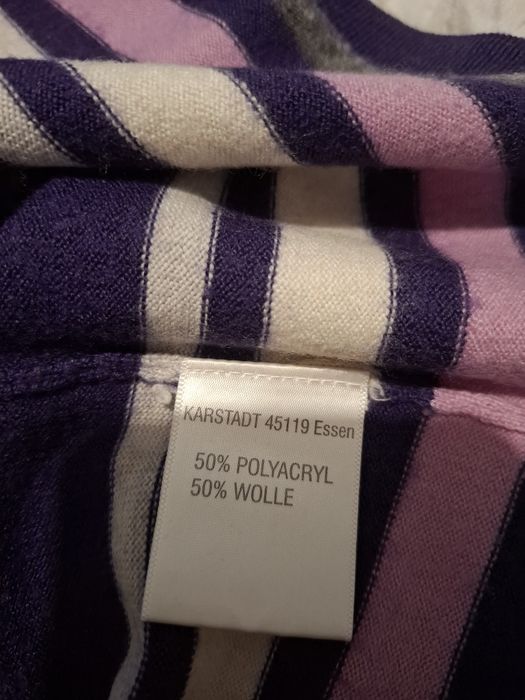 KARSTADT 45119 Essen
50% POLYACRYL
50% WOLLE